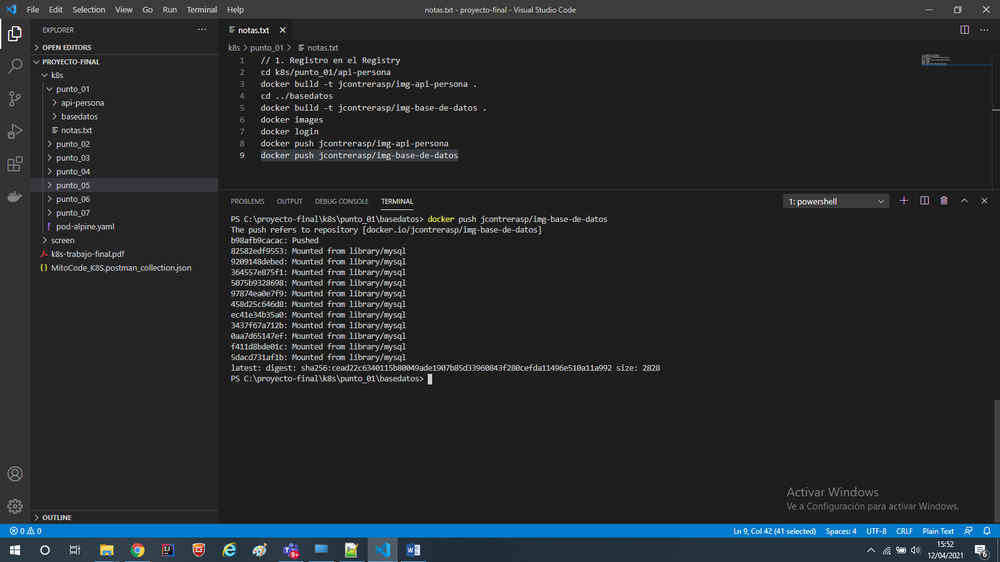 File Edit Selection View Go Run Terminal Help
notas.txt - proyecto-final - Visual Studio Code
EXPLORER
OPEN EDITORS
PROYECTO-FINAL
k8s
punto_01
api-persona
basedatos
notas.txt
punto_02
punto_03
punto_04
punto_05
punto_06
punto_07
! pod-alpine.yaml
screen
k8s-trabajo-final.pdf
{} MitoCode_K8S.postman_collection.json
OUTLINE
notas.txt
k8s > punto_01 > notas.txt
1 // 1. Registro en el Registry
2 cd k8s/punto_01/api-persona
3 docker build -t jcontrerasp/img-api-persona .
4 cd ../basedatos
5 docker build -t jcontrerasp/img-base-de-datos .
6 docker images
7 docker login
8 docker push jcontrerasp/img-api-persona
9 docker push jcontrerasp/img-base-de-datos
PROBLEMS OUTPUT DEBUG CONSOLE TERMINAL
1: powershell
PS C:\proyecto-final\k8s\punto_01\basedatos> docker push jcontrerasp/img-base-de-datos
The push refers to repository [docker.io/jcontrerasp/img-base-de-datos]
b98afb9cacac: Pushed
82582edf9553: Mounted from library/mysql
9209148debed: Mounted from library/mysql
364557e875f1: Mounted from library/mysql
5075b9328698: Mounted from library/mysql
97874ea0e7f9: Mounted from library/mysql
458d25c646d8: Mounted from library/mysql
ec41e34b35a0: Mounted from library/mysql
3437f67a712b: Mounted from library/mysql
0aa7d65147ef: Mounted from library/mysql
f411d8bde01c: Mounted from library/mysql
5dacd731af1b: Mounted from library/mysql
latest: digest: sha256:cead22c6340115b80049ade1907b85d33960843f280cefda11496e510a11a992 size: 2828
PS C:\proyecto-final\k8s\punto_01\basedatos>
Activar Windows
Ve a Configuración para activar Windows.
0 0
Ln 9, Col 42 (41 selected) Spaces: 4 UTF-8 CRLF Plain Text
9+
15:52
12/04/2021
6